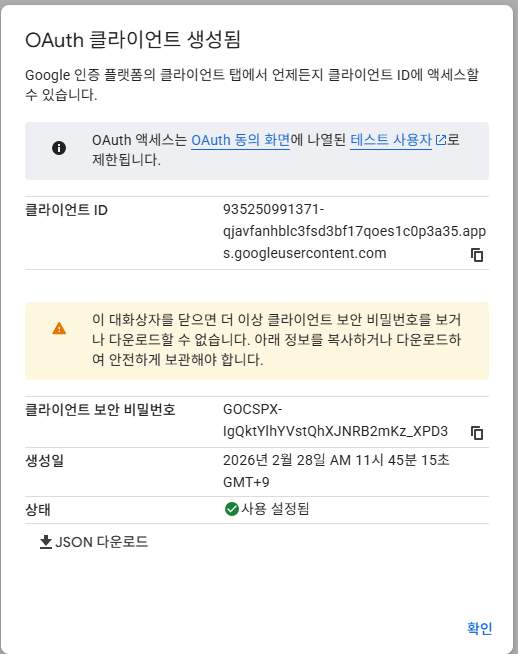 OAuth 클라이언트 생성됨
Google 인증 플랫폼의 클라이언트 탭에서 언제든지 클라이언트 ID에 액세스할
수 있습니다.
OAuth 액세스는 OAuth 동의 화면에 나열된 테스트 사용자로
제한됩니다.
클라이언트 ID
935250991371-
qjavfanhblc3fsd3bf17qoes1c0p3a35.app
s.googleusercontent.com
이 대화상자를 닫으면 더 이상 클라이언트 보안 비밀번호를 보거
나 다운로드할 수 없습니다. 아래 정보를 복사하거나 다운로드하
여 안전하게 보관해야 합니다.
클라이언트 보안 비밀번호
GOCSPX-
IgQktYlhYVstQhXJNRB2mKz_XPD3
생성일
2026년 2월 28일 AM 11시 45분 15초
GMT+9
상태
사용 설정됨
JSON 다운로드
확인